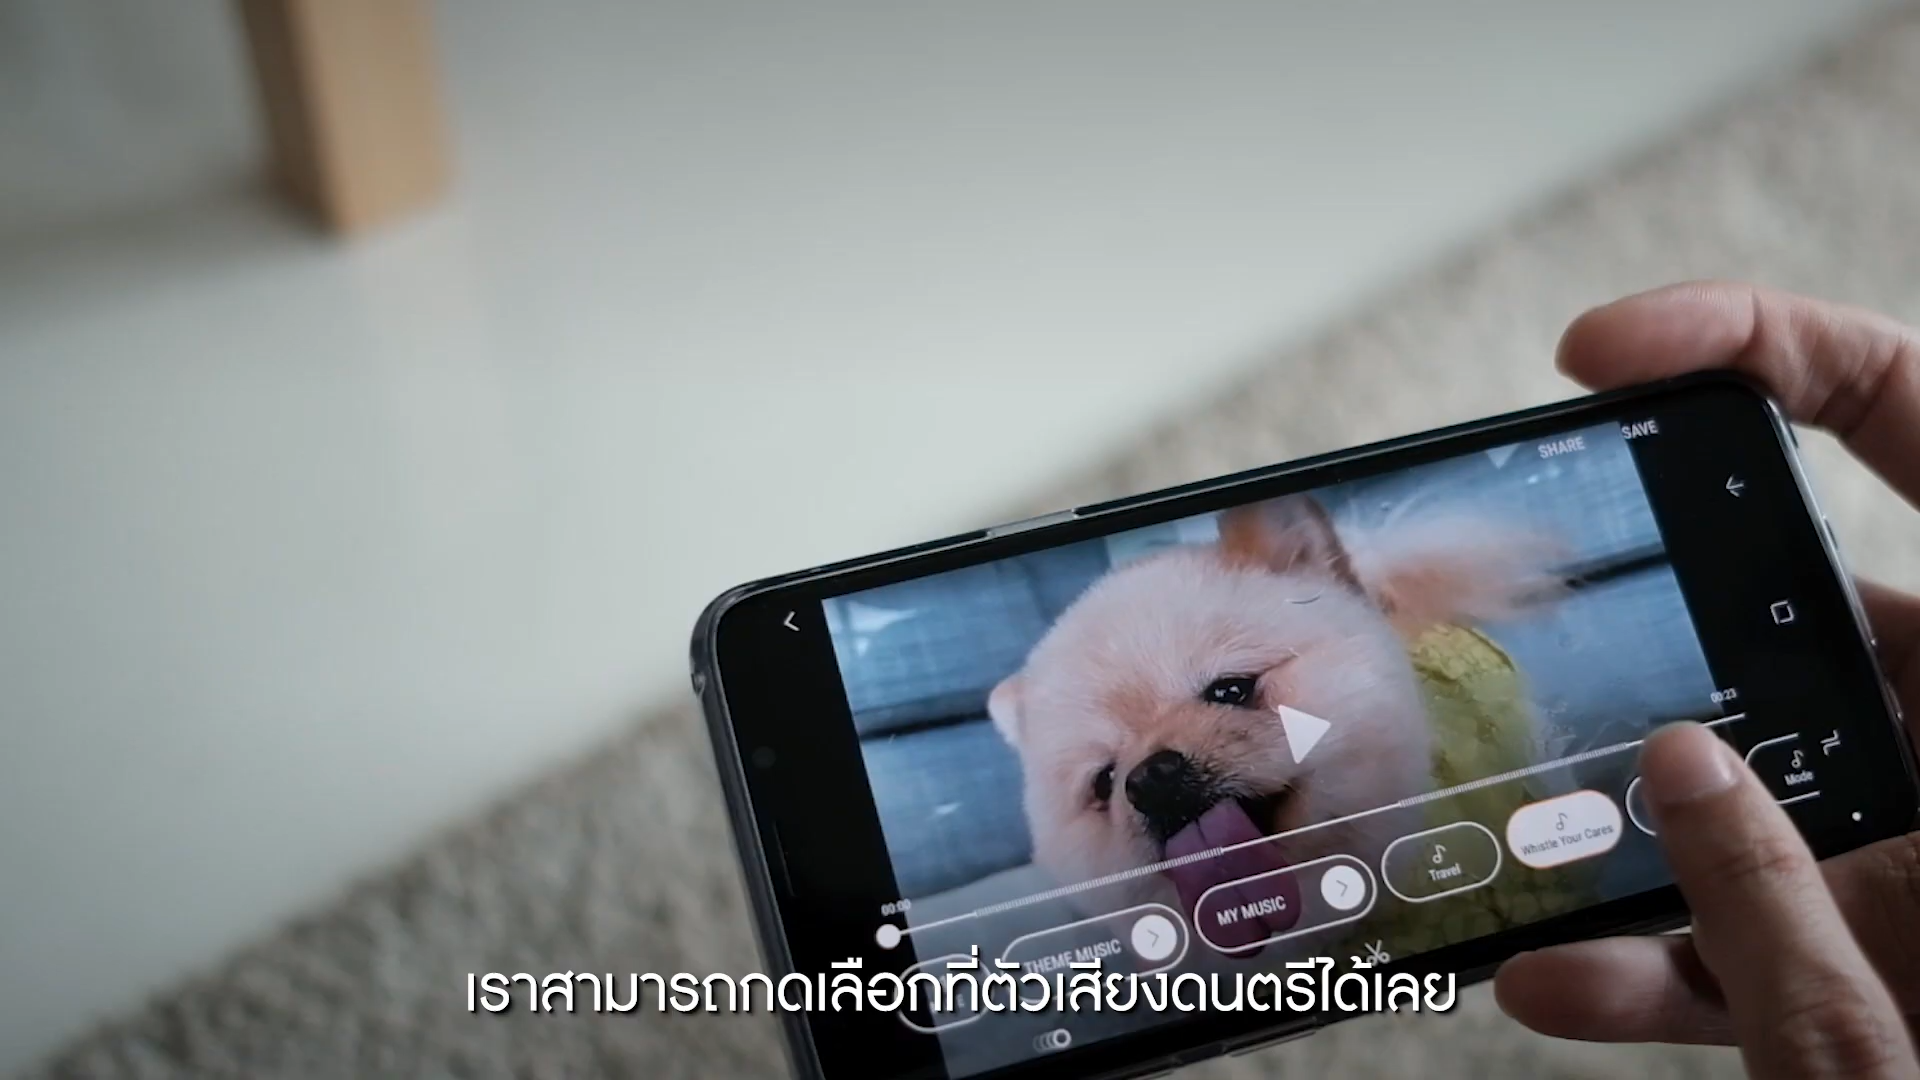 SHARE
SAVE
00:23
Mode
Whistle Your Cares
Travel
MY MUSIC
00:00
THEME MUSIC
เราสามารถกดเลือกที่ตัวเสียงดนตรีได้เลย